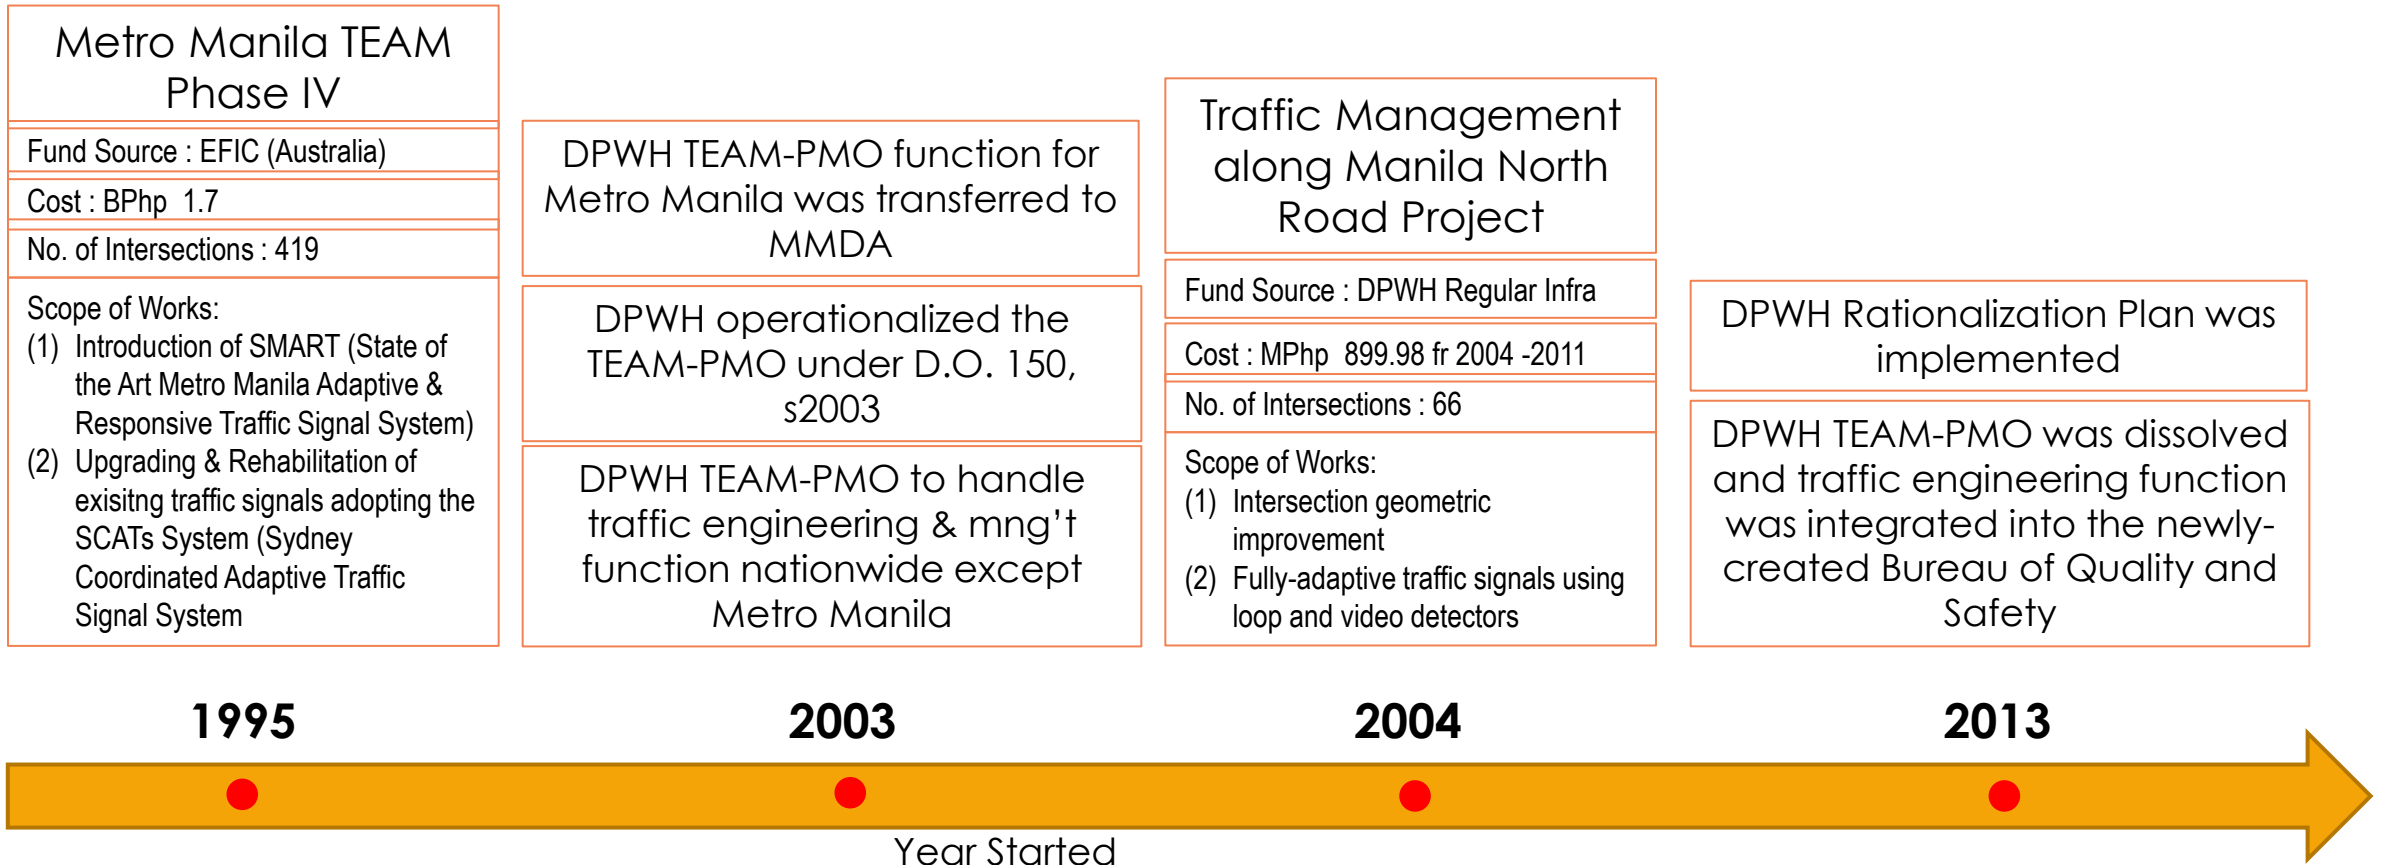 Metro Manila TEAM
Phase IV
Fund Source : EFIC (Australia)
Cost : BPhp 1.7
No. of Intersections : 419
Scope of Works:
(1) Introduction of SMART (State of
the Art Metro Manila Adaptive &
Responsive Traffic Signal System)
(2) Upgrading & Rehabilitation of
exisitng traffic signals adopting the
SCATs System (Sydney
Coordinated Adaptive Traffic
Signal System
DPWH TEAM-PMO function for
Metro Manila was transferred to
MMDA
DPWH operationalized the
TEAM-PMO under D.O. 150,
s2003
DPWH TEAM-PMO to handle
traffic engineering & mng’t
function nationwide except
Metro Manila
Traffic Management
along Manila North
Road Project
Fund Source : DPWH Regular Infra
Cost : MPhp 899.98 fr 2004 -2011
No. of Intersections : 66
Scope of Works:
(1) Intersection geometric
improvement
(2) Fully-adaptive traffic signals using
loop and video detectors
DPWH Rationalization Plan was
implemented
DPWH TEAM-PMO was dissolved
and traffic engineering function
was integrated into the newly-
created Bureau of Quality and
Safety
1995
2003
2004
2013
Year Started